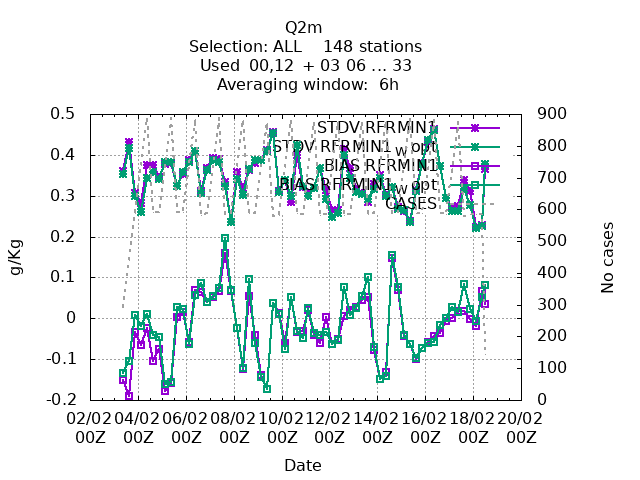 Q2m
Selection: ALL    148 stations
Used  00,12  + 03 06 ... 33
Averaging window:  6h
0.5
0.4
0.3
0.2
0.1
0
-0.1
-0.2
g/Kg
900
800
700
600
500
400
300
200
100
0
No cases
STDV RFRMIN1
STDV RFRMIN1_w opt
BIAS RFRMIN1
BIAS RFRMIN1_w opt
CASES
02/02 04/02 06/02 08/02 10/02 12/02 14/02 16/02 18/02 20/02
00Z 00Z 00Z 00Z 00Z 00Z 00Z 00Z 00Z 00Z
Date